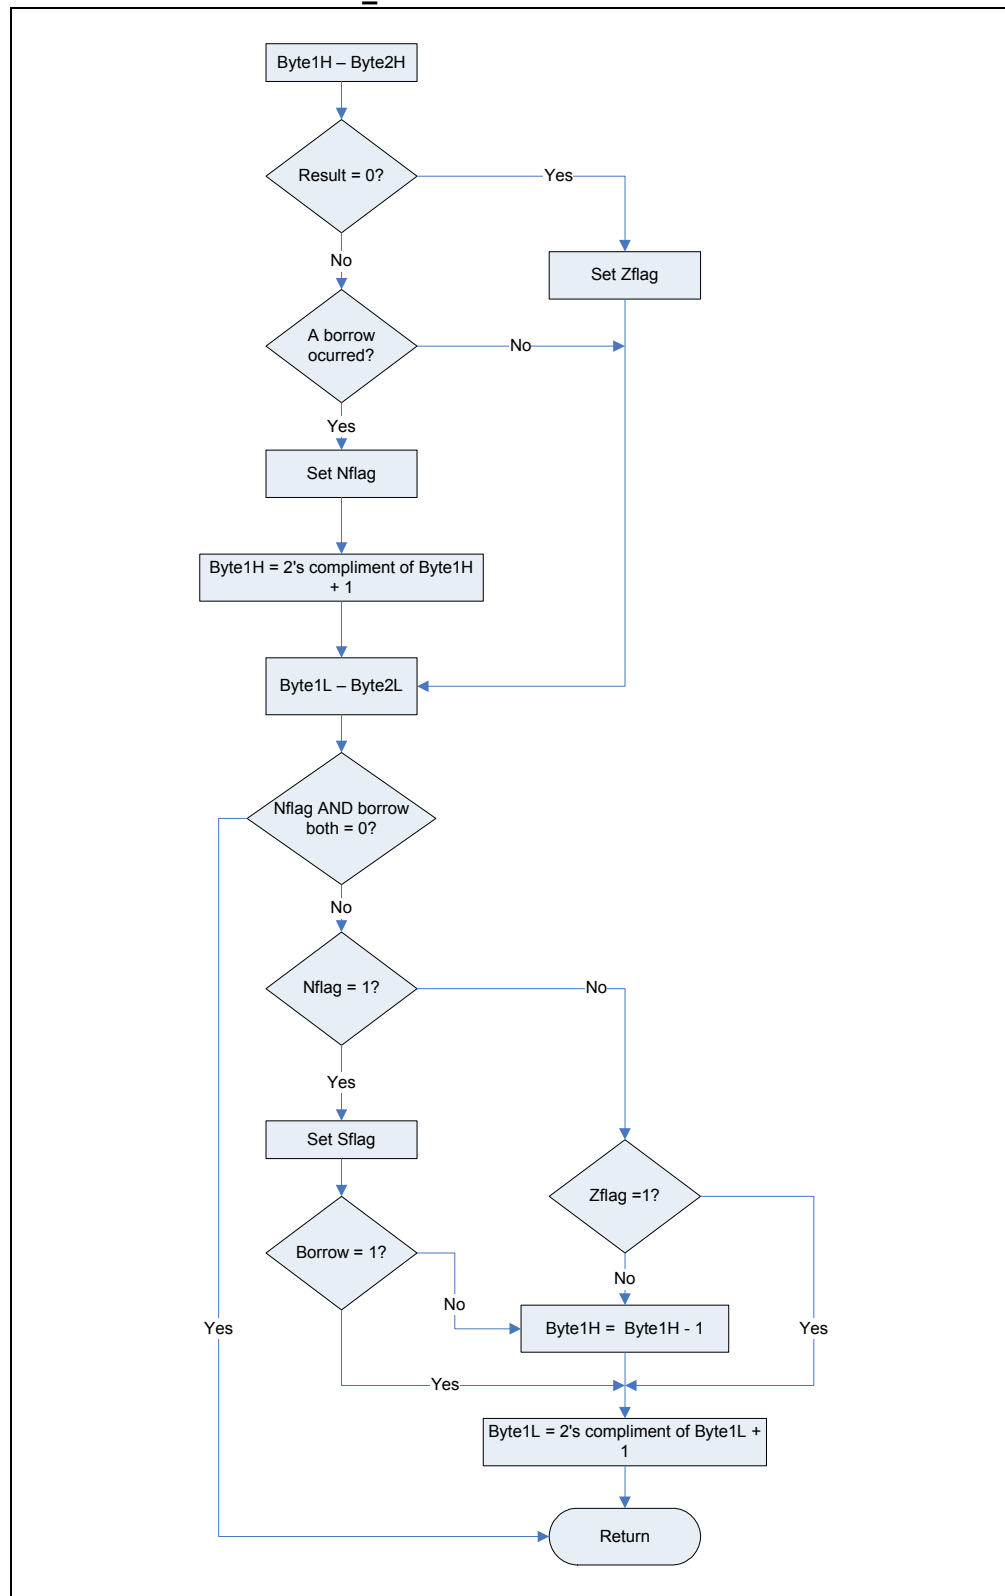 Byte1H – Byte2H
Result = 0?
Yes
No
Set Zflag
A borrow
ocurred?
No
Yes
Set Nflag
Byte1H = 2's compliment of Byte1H
+ 1
Byte1L – Byte2L
Nflag AND borrow
both = 0?
No
Nflag = 1?
No
Yes
Set Sflag
Zflag =1?
Borrow = 1?
No
No
Yes
Byte1H =  Byte1H - 1
Yes
Yes
Byte1L = 2's compliment of Byte1L +
1
Return